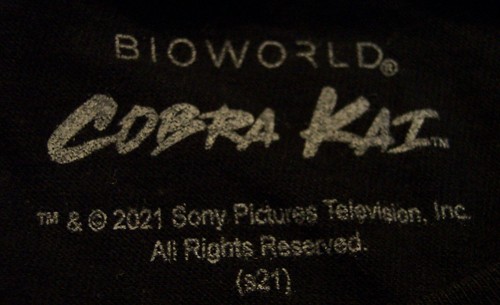 BIOWORLD®
COBRA KAI™
™ & © 2021 Sony Pictures Television, Inc.
All Rights Reserved.
(s21)